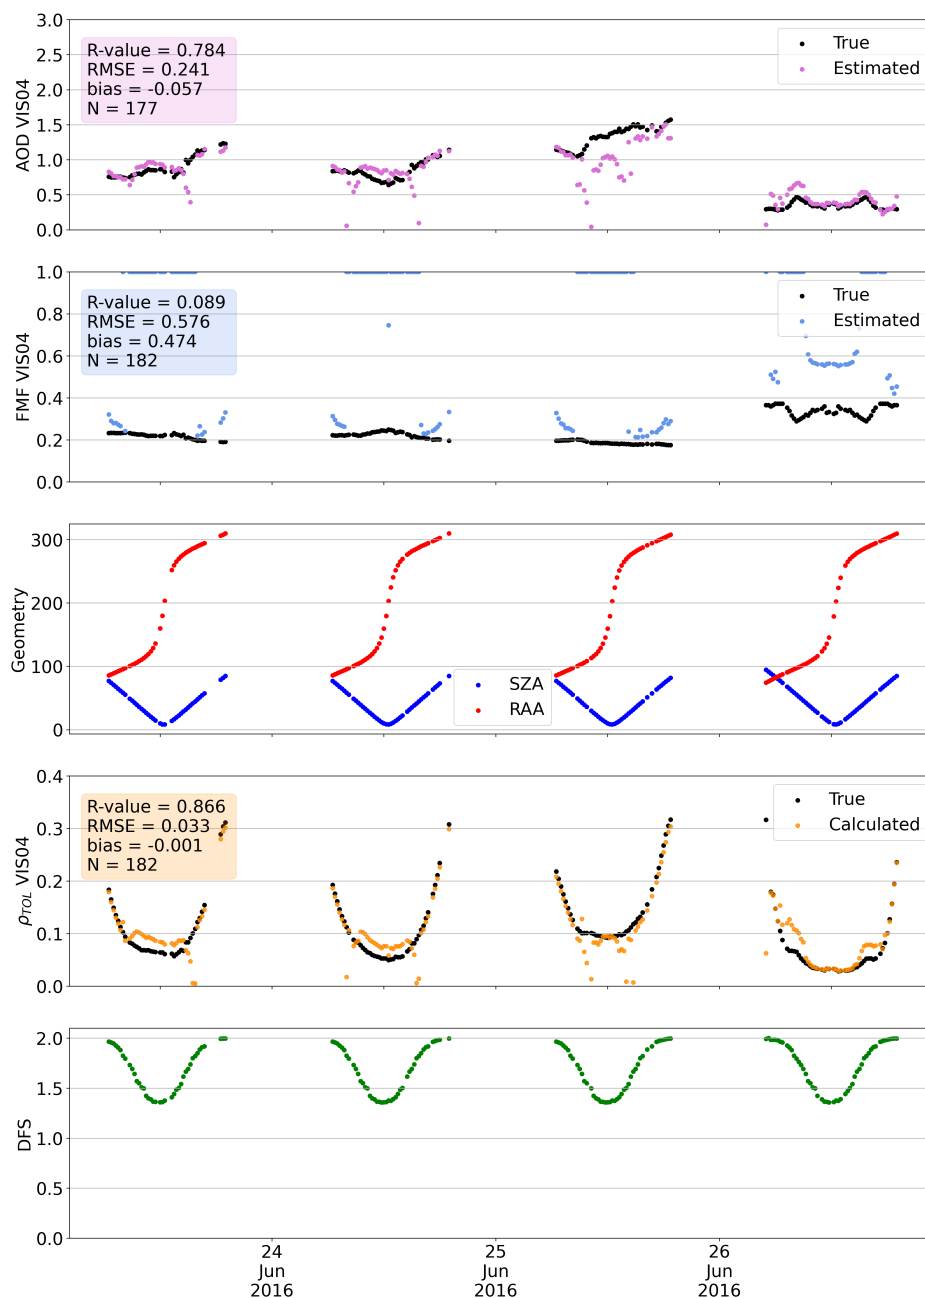 3.0
2.5
2.0
1.5
1.0
0.5
0.0
AOD VIS04
R-value = 0.784
RMSE = 0.241
bias = -0.057
N = 177
True
Estimated
1.0
0.8
0.6
0.4
0.2
0.0
FMF VIS04
R-value = 0.089
RMSE = 0.576
bias = 0.474
N = 182
True
Estimated
300
200
100
0
Geometry
SZA
RAA
0.4
0.3
0.2
0.1
0.0
ρTOL VIS04
R-value = 0.866
RMSE = 0.033
bias = -0.001
N = 182
True
Calculated
2.0
1.5
1.0
0.5
0.0
DFS
24
Jun
2016
25
Jun
2016
26
Jun
2016